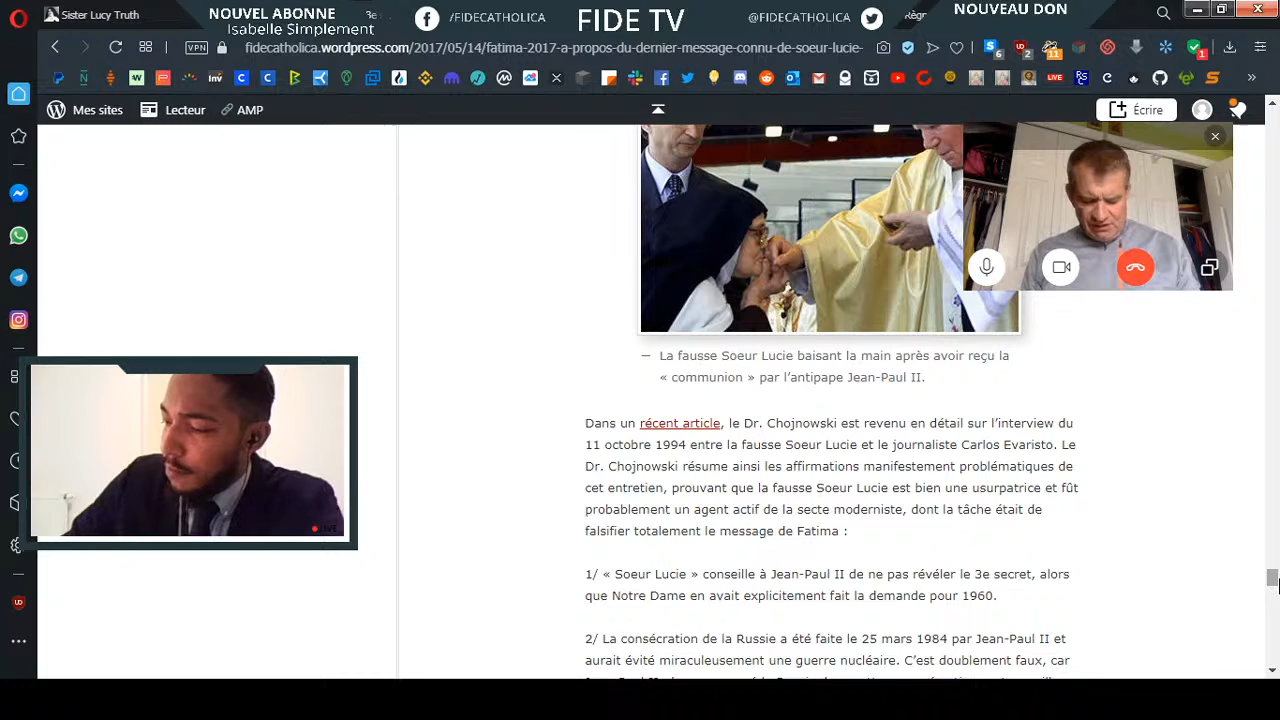 Sister Lucy Truth
NOUVEL ABONNE
Isabelle Simplement
/FIDECATHOLICA
FIDE TV
@FIDECATHOLICA
NOUVEAU DON
VPN
fidecatholica.wordpress.com/2017/05/14/fatima-2017-a-propos-du-dernier-message-connu-de-soeur-lucie-
6
2
11
1
inv
LIVE
Mes sites
Lecteur
AMP
Écrire
— La fausse Soeur Lucie baisant la main après avoir reçu la
« communion » par l’antipape Jean-Paul II.
Dans un récent article, le Dr. Chojnowski est revenu en détail sur l’interview du
11 octobre 1994 entre la fausse Soeur Lucie et le journaliste Carlos Evaristo. Le
Dr. Chojnowski résume ainsi les affirmations manifestement problématiques de
cet entretien, prouvant que la fausse Soeur Lucie est bien une usurpatrice et fût
probablement un agent actif de la secte moderniste, dont la tâche était de
falsifier totalement le message de Fatima :
LIVE
1/ « Soeur Lucie » conseille à Jean-Paul II de ne pas révéler le 3e secret, alors
que Notre Dame en avait explicitement fait la demande pour 1960.
2/ La consécration de la Russie a été faite le 25 mars 1984 par Jean-Paul II et
aurait évité miraculeusement une guerre nucléaire. C’est doublement faux, car